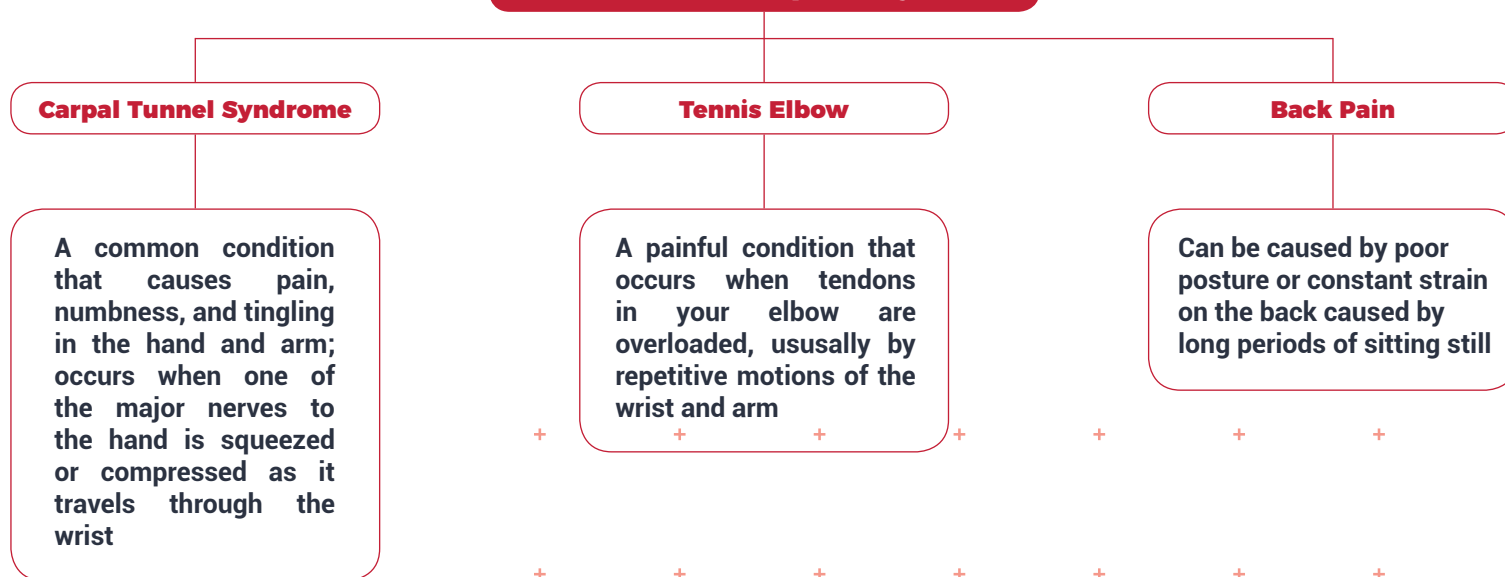 Carpal Tunnel Syndrome
A common condition
that causes pain,
numbness, and tingling
in the hand and arm;
occurs when one of
the major nerves to
the hand is squeezed
or compressed as it
travels through the
wrist
Tennis Elbow
A painful condition that
occurs when tendons
in your elbow are
overloaded, ususally by
repetitive motions of the
wrist and arm
Back Pain
Can be caused by poor
posture or constant strain
on the back caused by
long periods of sitting still